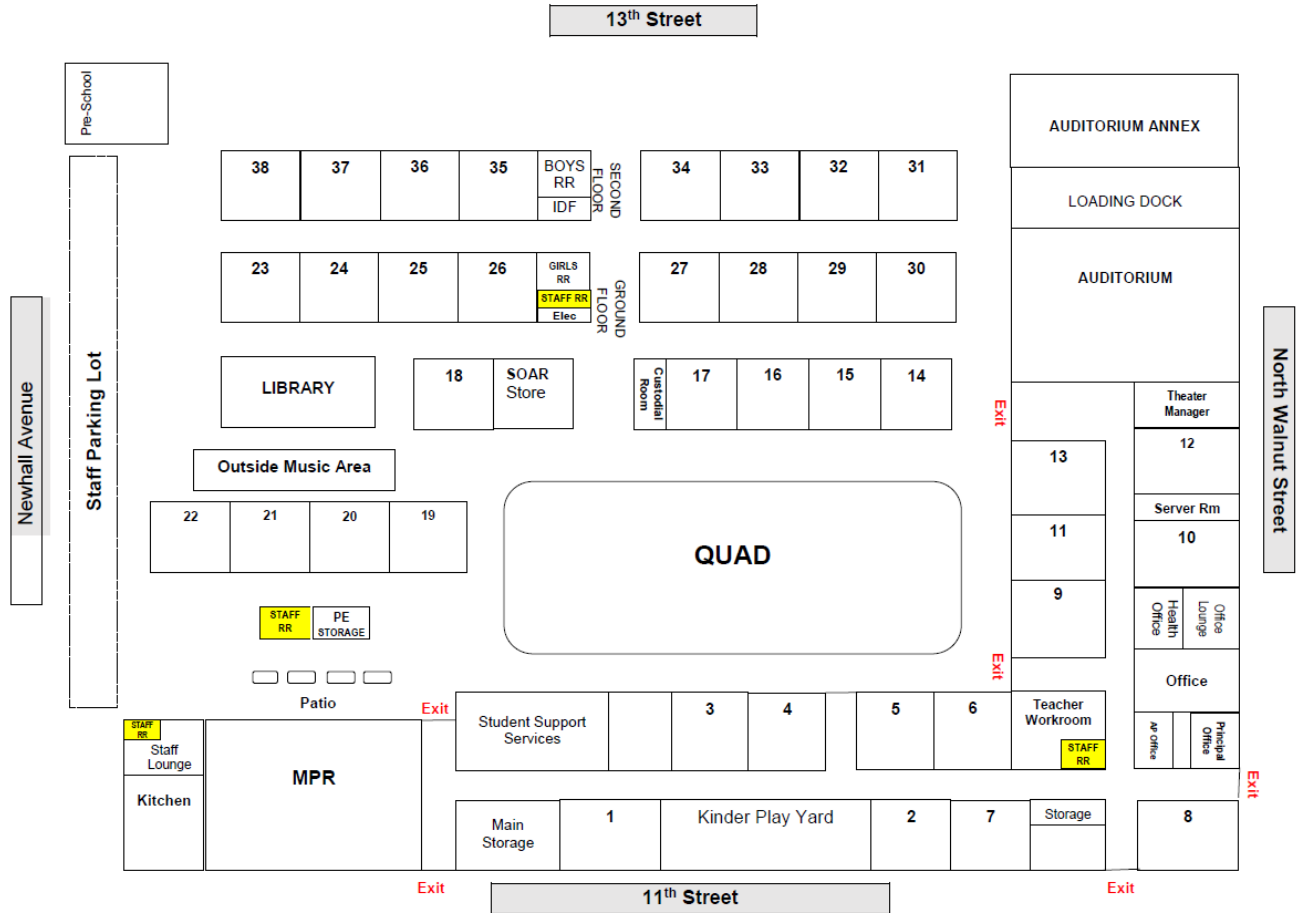 13th Street
Pre-School
AUDITORIUM ANNEX
38
37
36
35
BOYS
RR
IDF
SECOND
FLOOR
34
33
32
31
LOADING DOCK
23
24
25
26
GIRLS
RR
STAFF RR
Elec
GROUND
FLOOR
27
28
29
30
AUDITORIUM
Newhall Avenue
Staff Parking Lot
North Walnut Street
LIBRARY
18
SOAR
Store
Custodial
Room
17
16
15
14
Exit
Theater
Manager
12
Outside Music Area
13
22
21
20
19
QUAD
Server Rm
11
10
9
STAFF
RR
PE
STORAGE
Health
Office
Office
Lounge
Patio
Exit
Exit
Office
STAFF
RR
Staff
Lounge
Kitchen
MPR
Student Support
Services
3
4
5
6
Teacher
Workroom
STAFF
RR
AP Office
Principal
Office
Exit
Main
Storage
1
Kinder Play Yard
2
7
Storage
8
Exit
11th Street
Exit